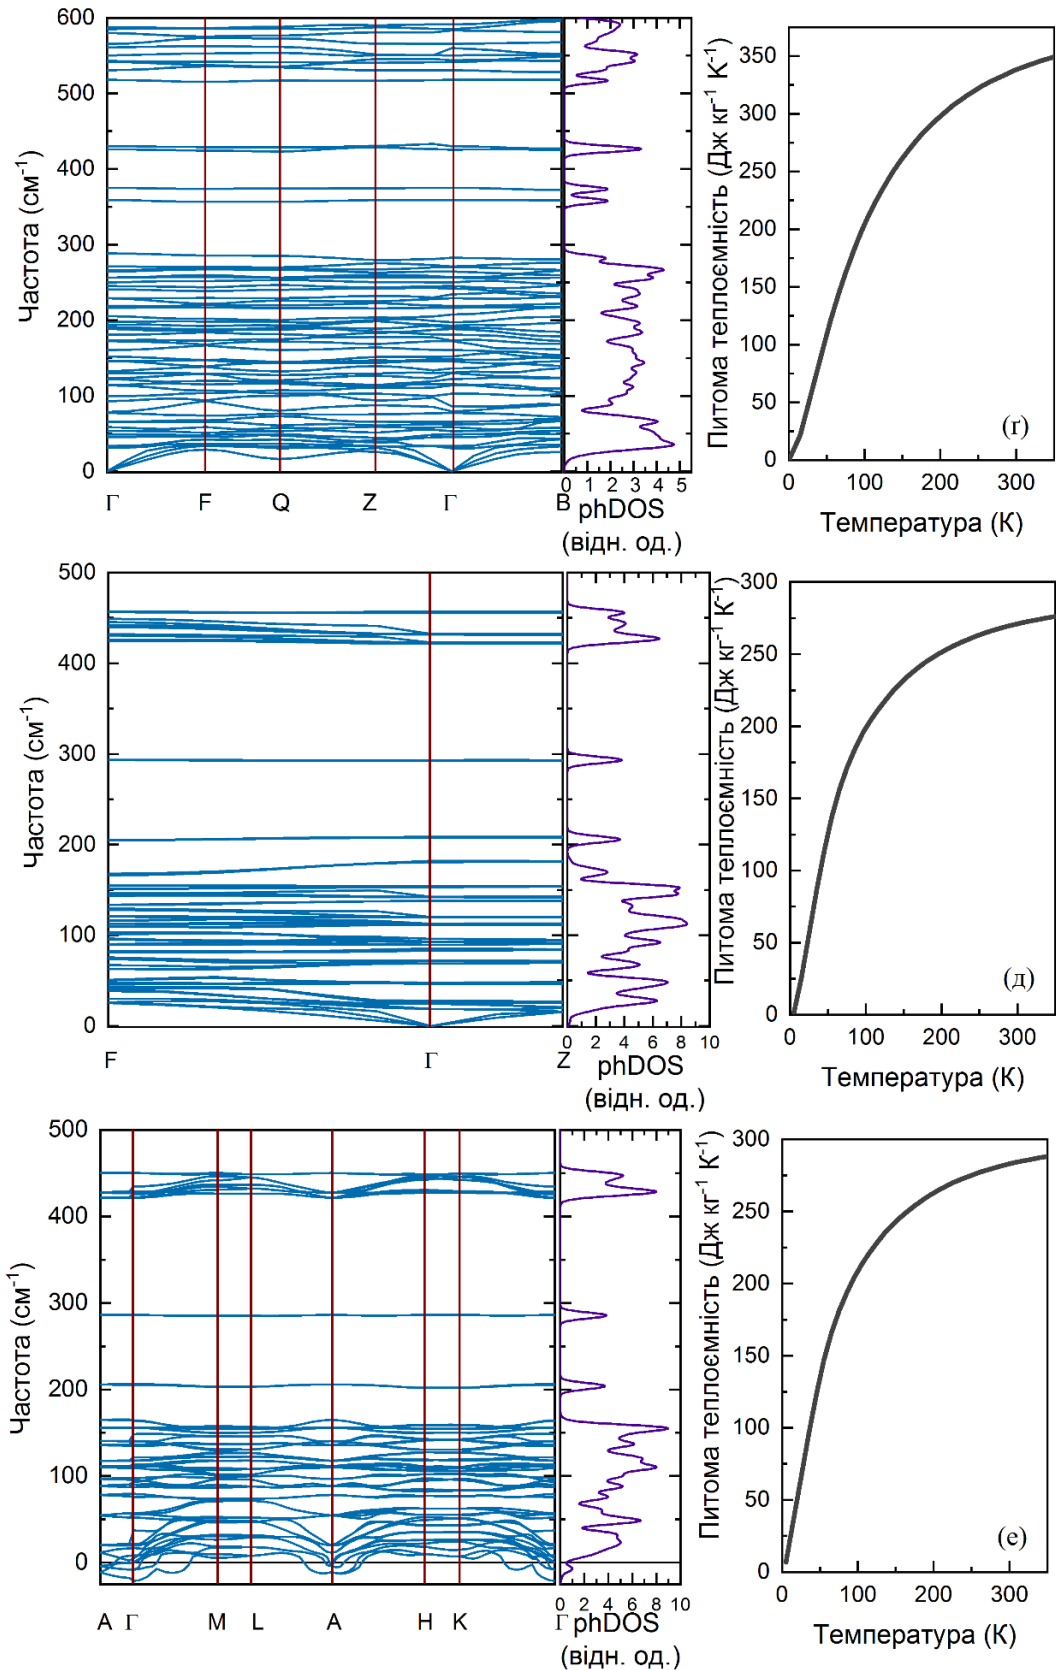 600
500
400
300
200
100
0
Частота (см-1)
Γ F Q Z Γ B
0 1 2 3 4 5
phDOS
(відн. од.)
350
300
250
200
150
100
50
0
Питома теплоємність (Дж кг-1 K-1)
(ґ)
0 100 200 300
Температура (К)
500
400
300
200
100
0
Частота (см-1)
F Γ Z
0 2 4 6 8 10
phDOS
(відн. од.)
300
250
200
150
100
50
0
Питома теплоємність (Дж кг-1 K-1)
(д)
0 100 200 300
Температура (К)
500
400
300
200
100
0
Частота (см-1)
A Γ M L A H K Γ
0 2 4 6 8 10
phDOS
(відн. од.)
300
250
200
150
100
50
0
Питома теплоємність (Дж кг-1 K-1)
(е)
0 100 200 300
Температура (К)